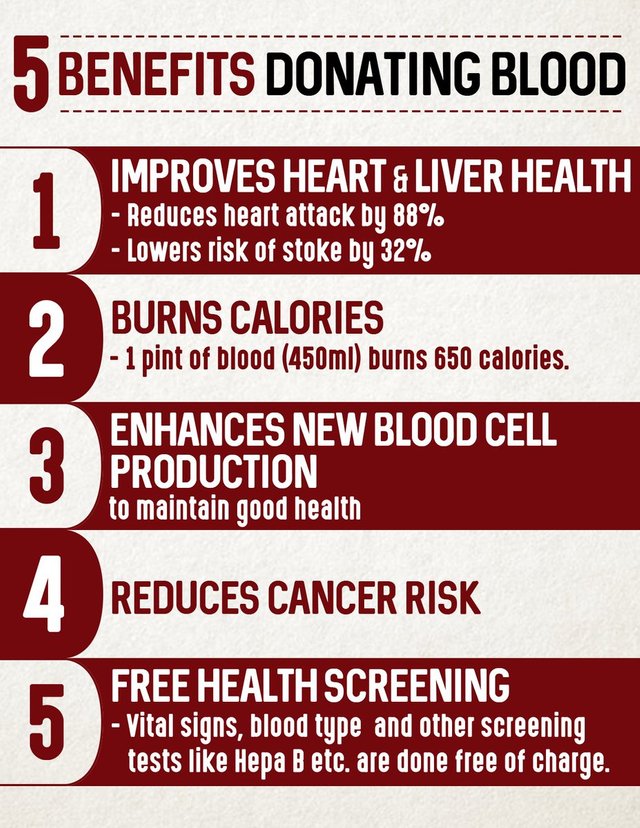 5 BENEFITS DONATING BLOOD
1
IMPROVES HEART & LIVER HEALTH
- Reduces heart attack by 88%
- Lowers risk of stoke by 32%
2
BURNS CALORIES
- 1 pint of blood (450ml) burns 650 calories.
3
ENHANCES NEW BLOOD CELL
PRODUCTION
to maintain good health
4
REDUCES CANCER RISK
5
FREE HEALTH SCREENING
- Vital signs, blood type and other screening
tests like Hepa B etc. are done free of charge.